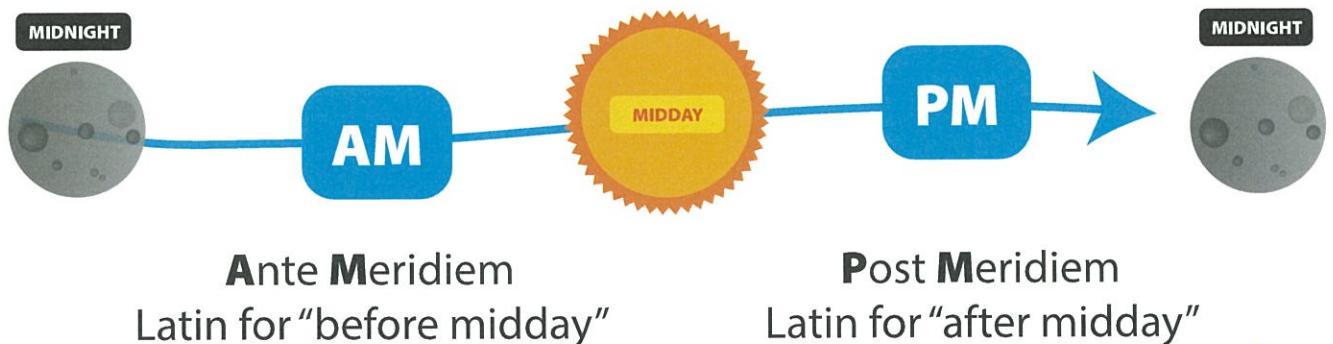 MIDNIGHT
AM
MIDDAY
PM
MIDNIGHT
Ante Meridiem
Latin for “before midday”
Post Meridiem
Latin for “after midday”